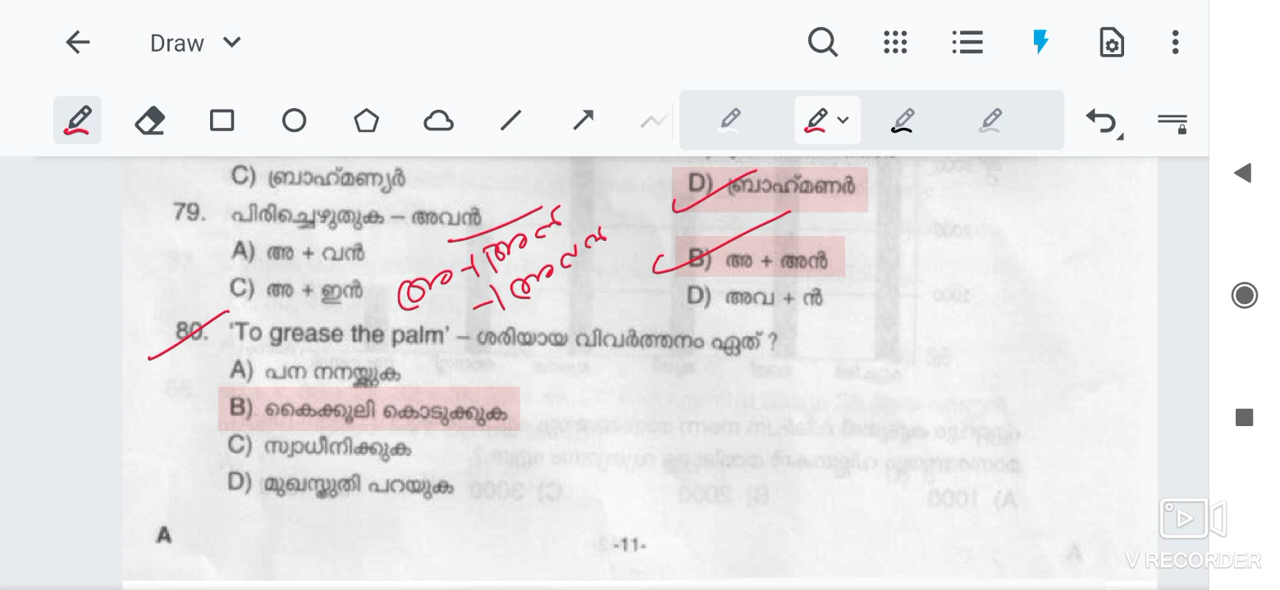 Draw
C) ബ്രാഹ്മണ്യർ
D) ബ്രാഹ്മണർ
79. പിരിച്ചെഴുതുക – അവൻ
A) അ + വൻ
B) അ + അൻ
അ+അൻ
C) അ + ഇൻ
D) അവ + ൻ
80. 'To grease the palm' – ശരിയായ വിവർത്തനം ഏത് ?
A) പന നനയ്ക്കുക
B) കൈക്കൂലി കൊടുക്കുക
C) സ്വാധീനിക്കുക
D) മുഖസ്തുതി പറയുക
A
-11-
V RECORDER